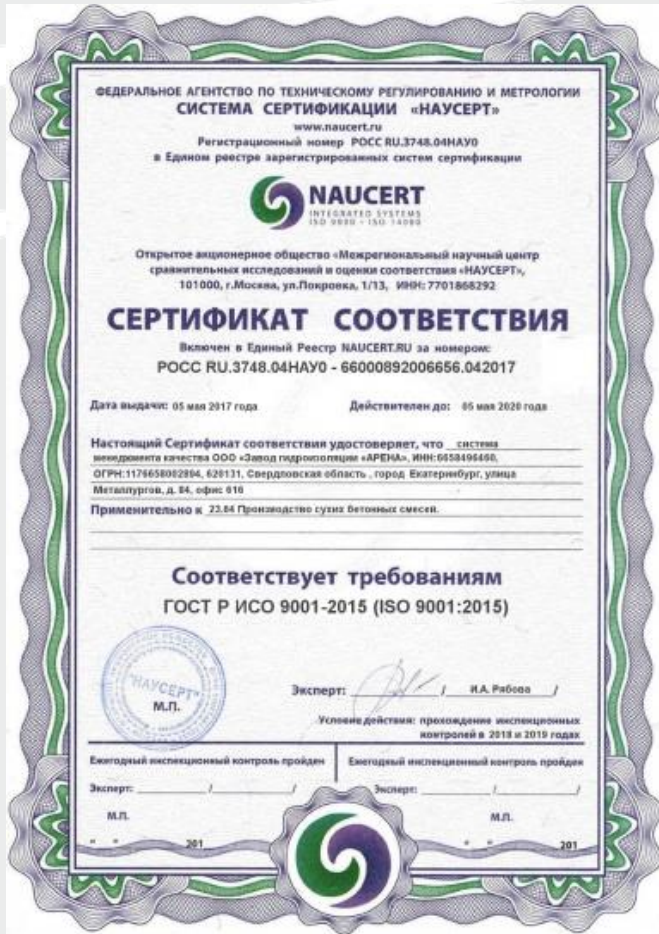 ФЕДЕРАЛЬНОЕ АГЕНТСТВО ПО ТЕХНИЧЕСКОМУ РЕГУЛИРОВАНИЮ И МЕТРОЛОГИИ
СИСТЕМА СЕРТИФИКАЦИИ «НАУСЕРТ»
www.naucert.ru
Регистрационный номер РОСС RU.3748.04НАУ0
в Едином реестре зарегистрированных систем сертификации
NAUCERT
INTEGRATED SYSTEMS
ISO 9000 - ISO 14000
Открытое акционерное общество «Межрегиональный научный центр
сравнительных исследований и оценки соответствия «НАУСЕРТ»,
101000, г.Москва, ул.Покровка, 1/13, ИНН: 7701868292
СЕРТИФИКАТ СООТВЕТСТВИЯ
Включен в Единый Реестр NAUCERT.RU за номером:
РОСС RU.3748.04НАУ0 - 66000892006656.042017
Дата выдачи: 05 мая 2017 года Действителен до: 05 мая 2020 года
Настоящий Сертификат соответствия удостоверяет, что система
менеджмента качества ООО «Завод гидроизоляции «АРЕНА», ИНН:6658496460,
ОГРН:1176658002804, 620131, Свердловская область , город Екатеринбург, улица
Металлургов, д. 84, офис 616
Применительно к 23.64 Производство сухих бетонных смесей.
Соответствует требованиям
ГОСТ Р ИСО 9001-2015 (ISO 9001:2015)
"НАУСЕРТ"
М.П.
Эксперт: / И.А. Рябова /
Условие действия: прохождение инспекционных
контролей в 2018 и 2019 годах
Ежегодный инспекционный контроль пройден Ежегодный инспекционный контроль пройден
Эксперт: / / Эксперт: / /
М.П. М.П.
" " 201 " " 201